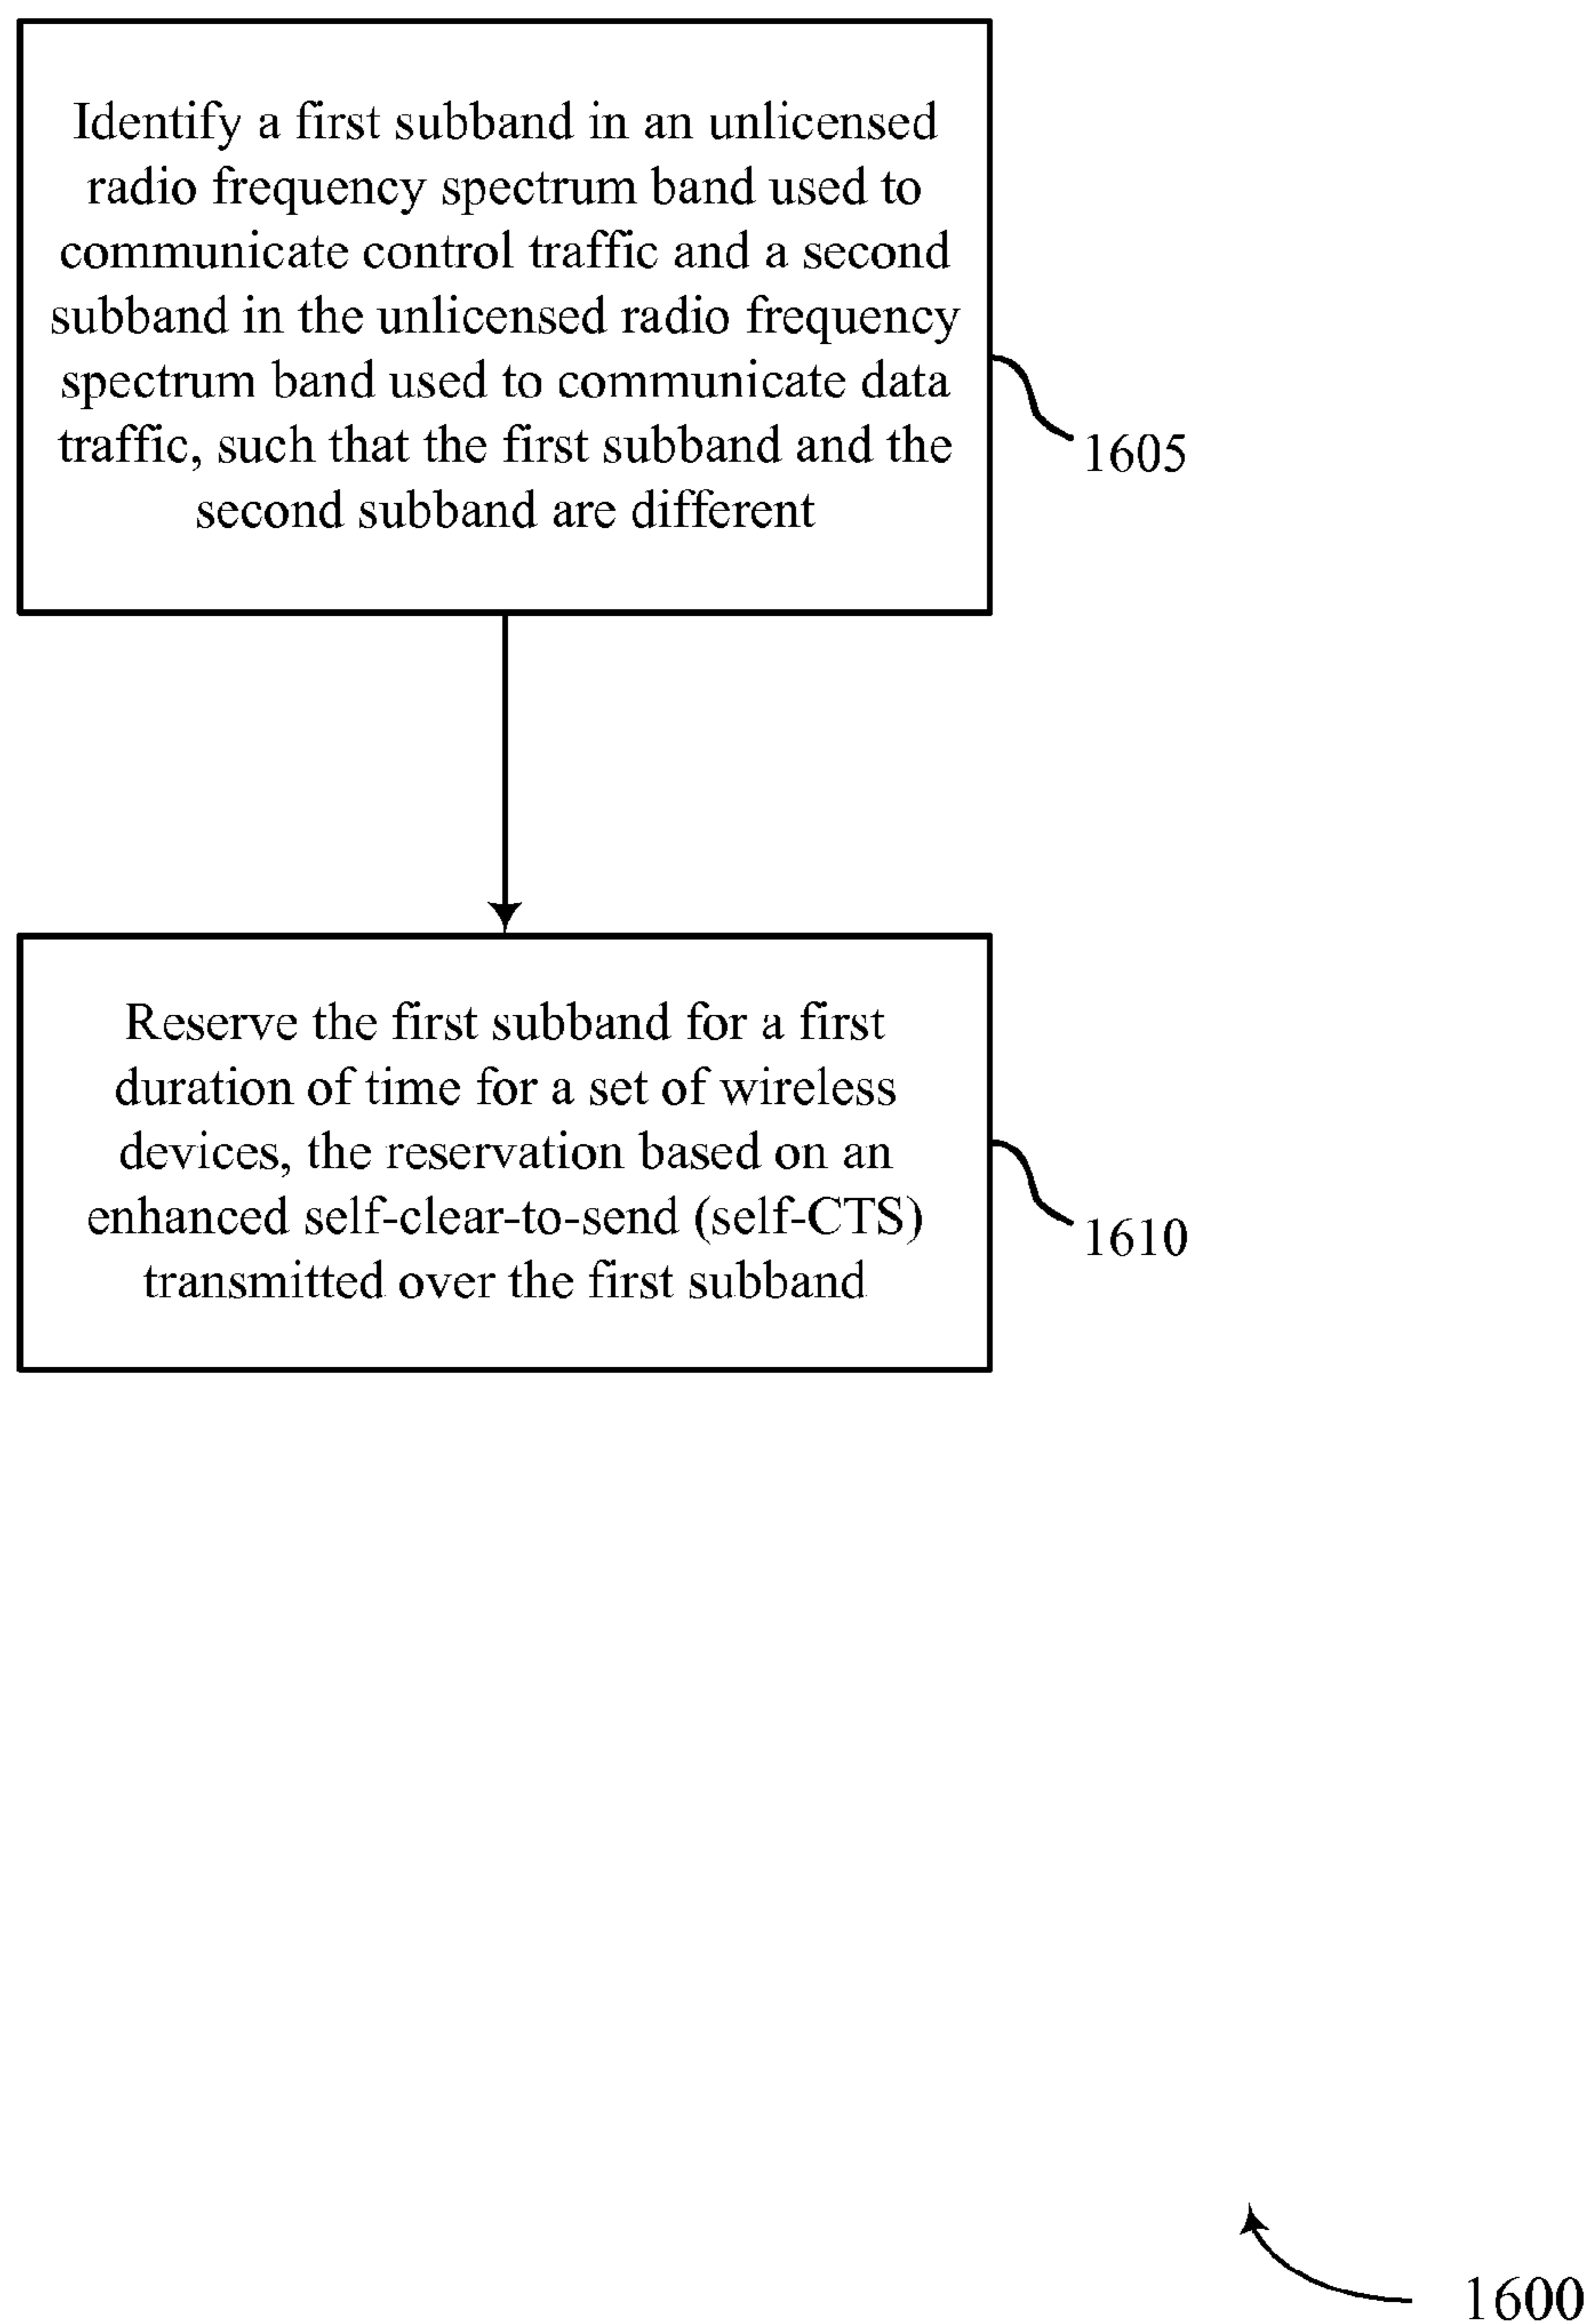 Identify a first subband in an unlicensed
radio frequency spectrum band used to
communicate control traffic and a second
subband in the unlicensed radio frequency
spectrum band used to communicate data
traffic, such that the first subband and the
second subband are different
1605
Reserve the first subband for a first
duration of time for a set of wireless
devices, the reservation based on an
enhanced self-clear-to-send (self-CTS)
transmitted over the first subband
1610
1600